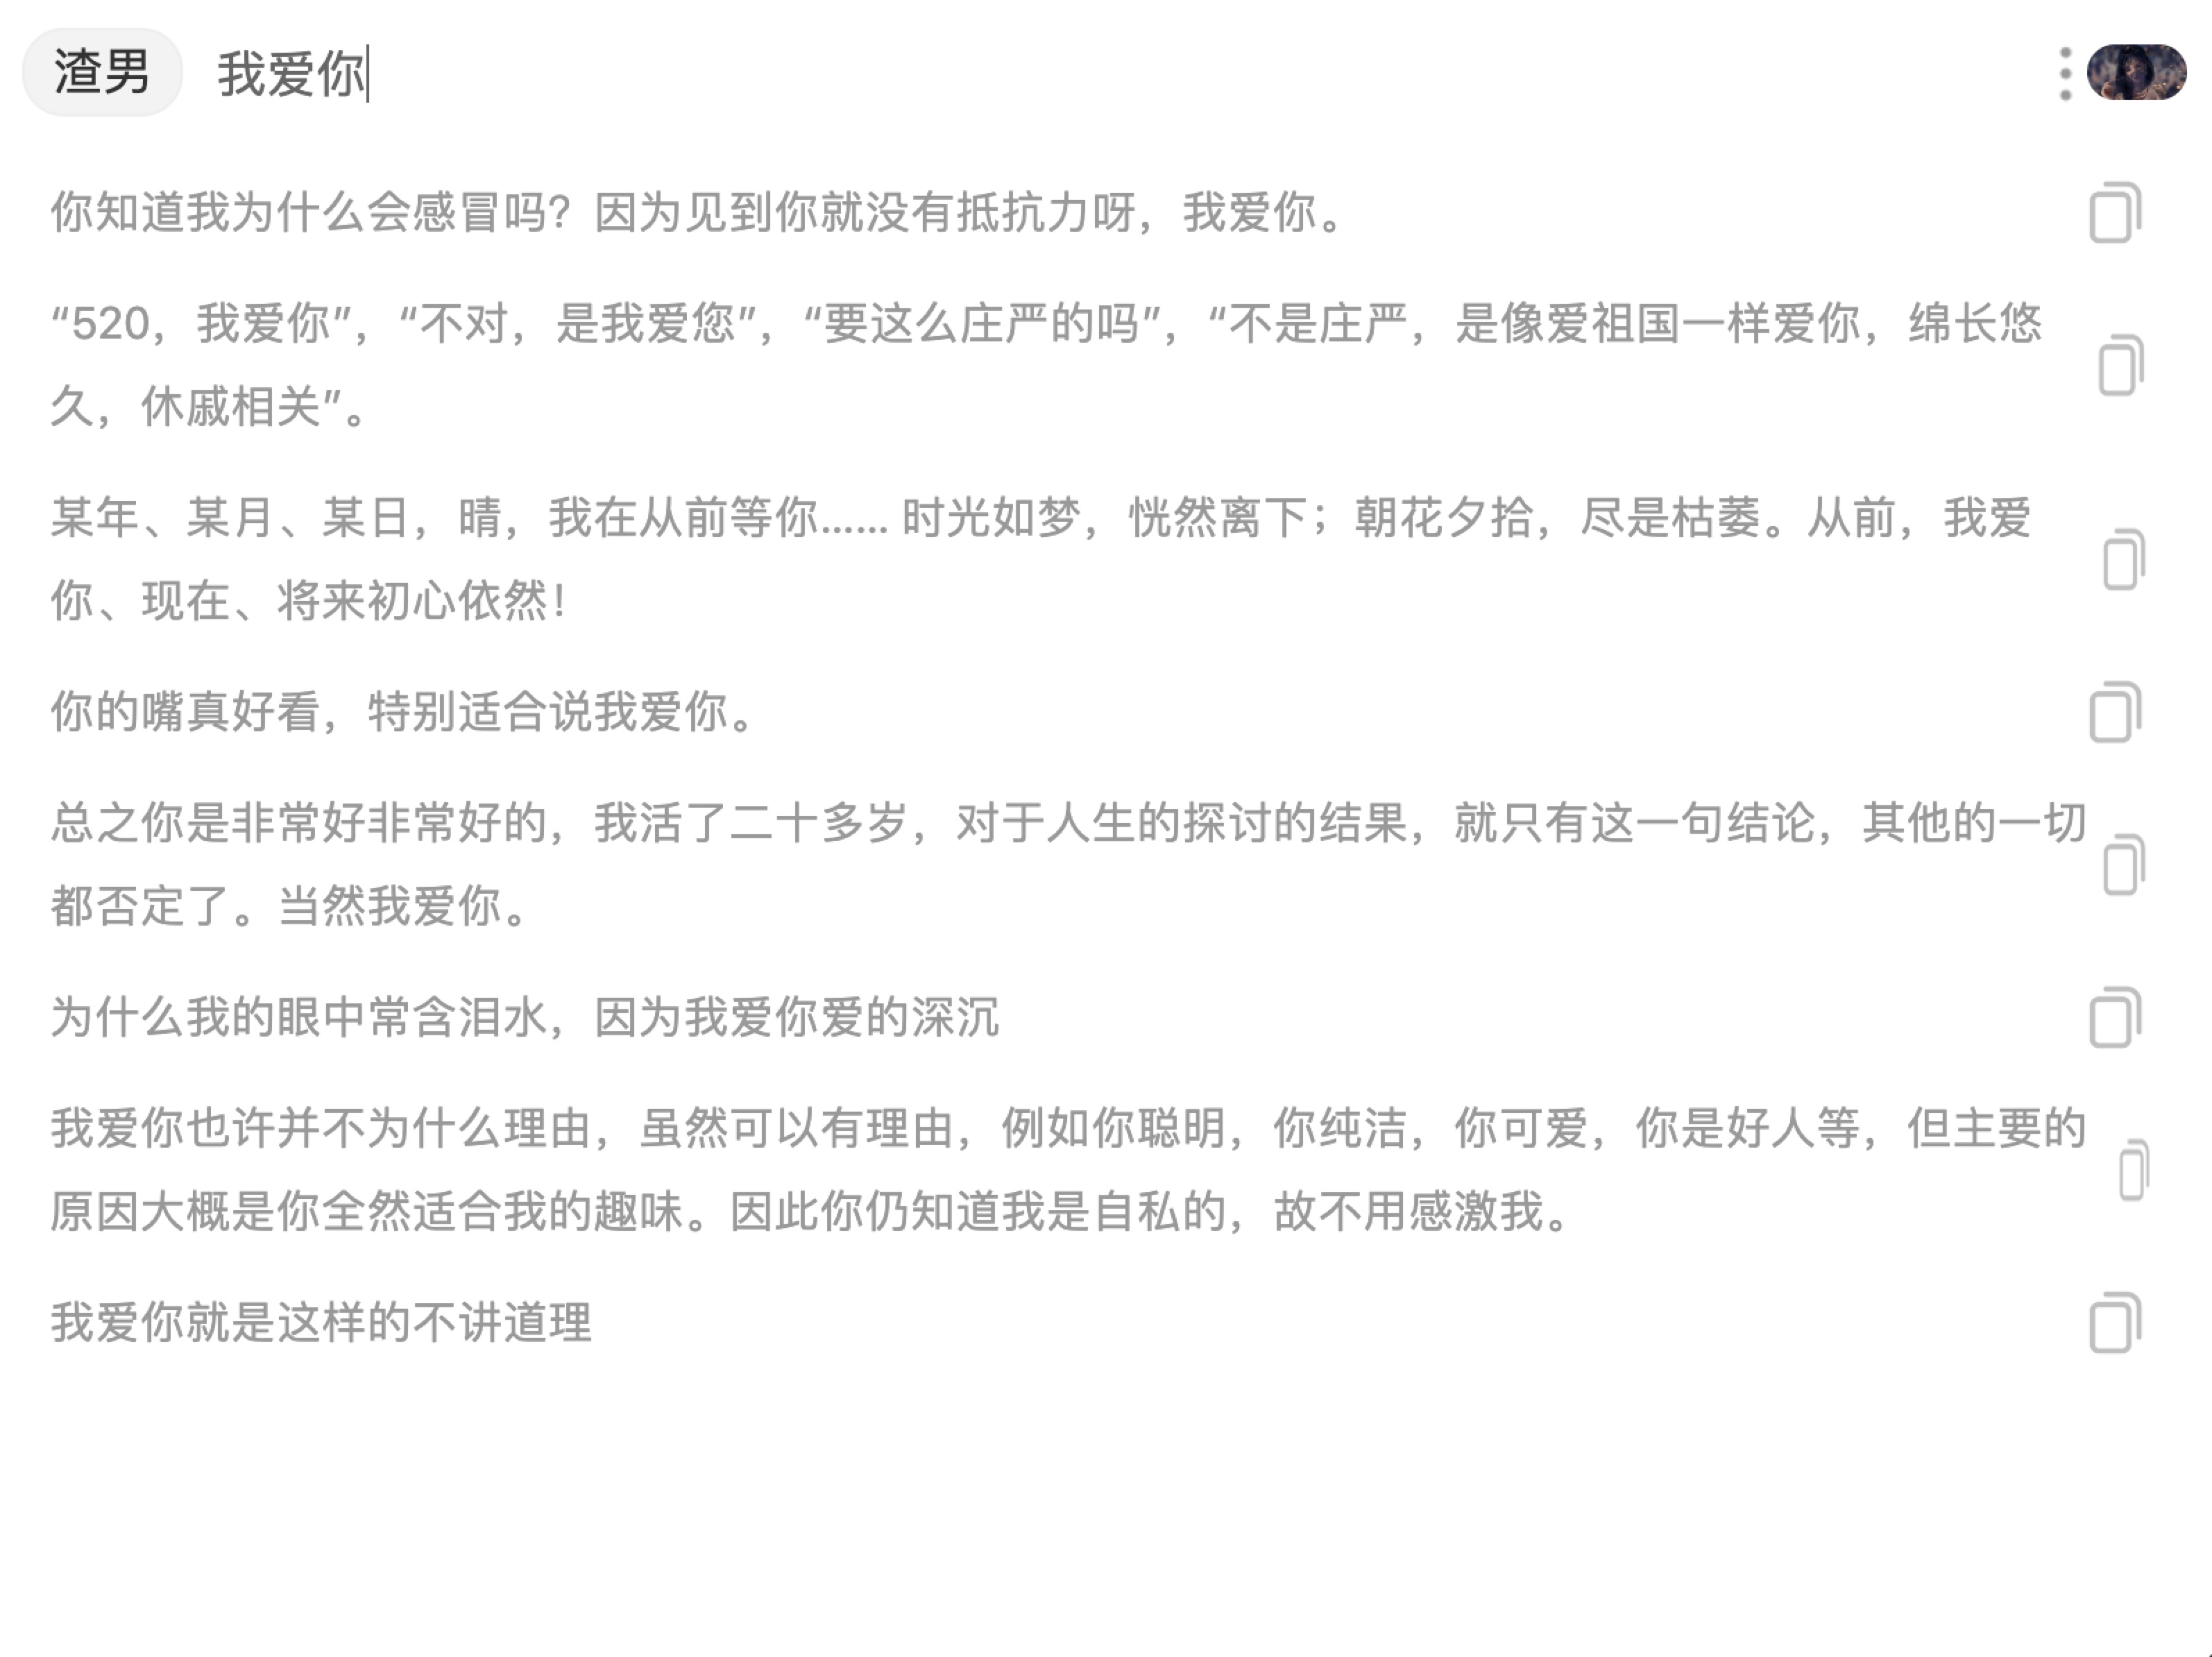 渣男 我爱你
你知道我为什么会感冒吗？因为见到你就没有抵抗力呀，我爱你。
“520，我爱你”，“不对，是我爱您”，“要这么庄严的吗”，“不是庄严，是像爱祖国一样爱你，绵长悠
久，休戚相关”。
某年、某月、某日，晴，我在从前等你…… 时光如梦，恍然离下；朝花夕拾，尽是枯萎。从前，我爱
你、现在、将来初心依然！
你的嘴真好看，特别适合说我爱你。
总之你是非常好非常好的，我活了二十多岁，对于人生的探讨的结果，就只有这一句结论，其他的一切
都否定了。当然我爱你。
为什么我的眼中常含泪水，因为我爱你爱的深沉
我爱你也许并不为什么理由，虽然可以有理由，例如你聪明，你纯洁，你可爱，你是好人等，但主要的
原因大概是你全然适合我的趣味。因此你仍知道我是自私的，故不用感激我。
我爱你就是这样的不讲道理